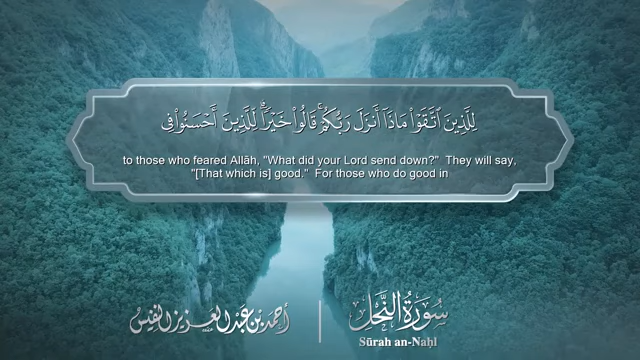 لِلَّذِينَ ٱتَّقَوْا۟ مَاذَآ أَنزَلَ رَبُّكُمْ ۚ قَالُوا۟ خَيْرًا ۗ لِّلَّذِينَ أَحْسَنُوا۟ فِى
to those who feared Allāh, "What did your Lord send down?" They will say,
"[That which is] good." For those who do good in
أحمد بن عبد العزيز النفيس
سُورَةُ النَّحْلِ
Sūrah an-Naḥl